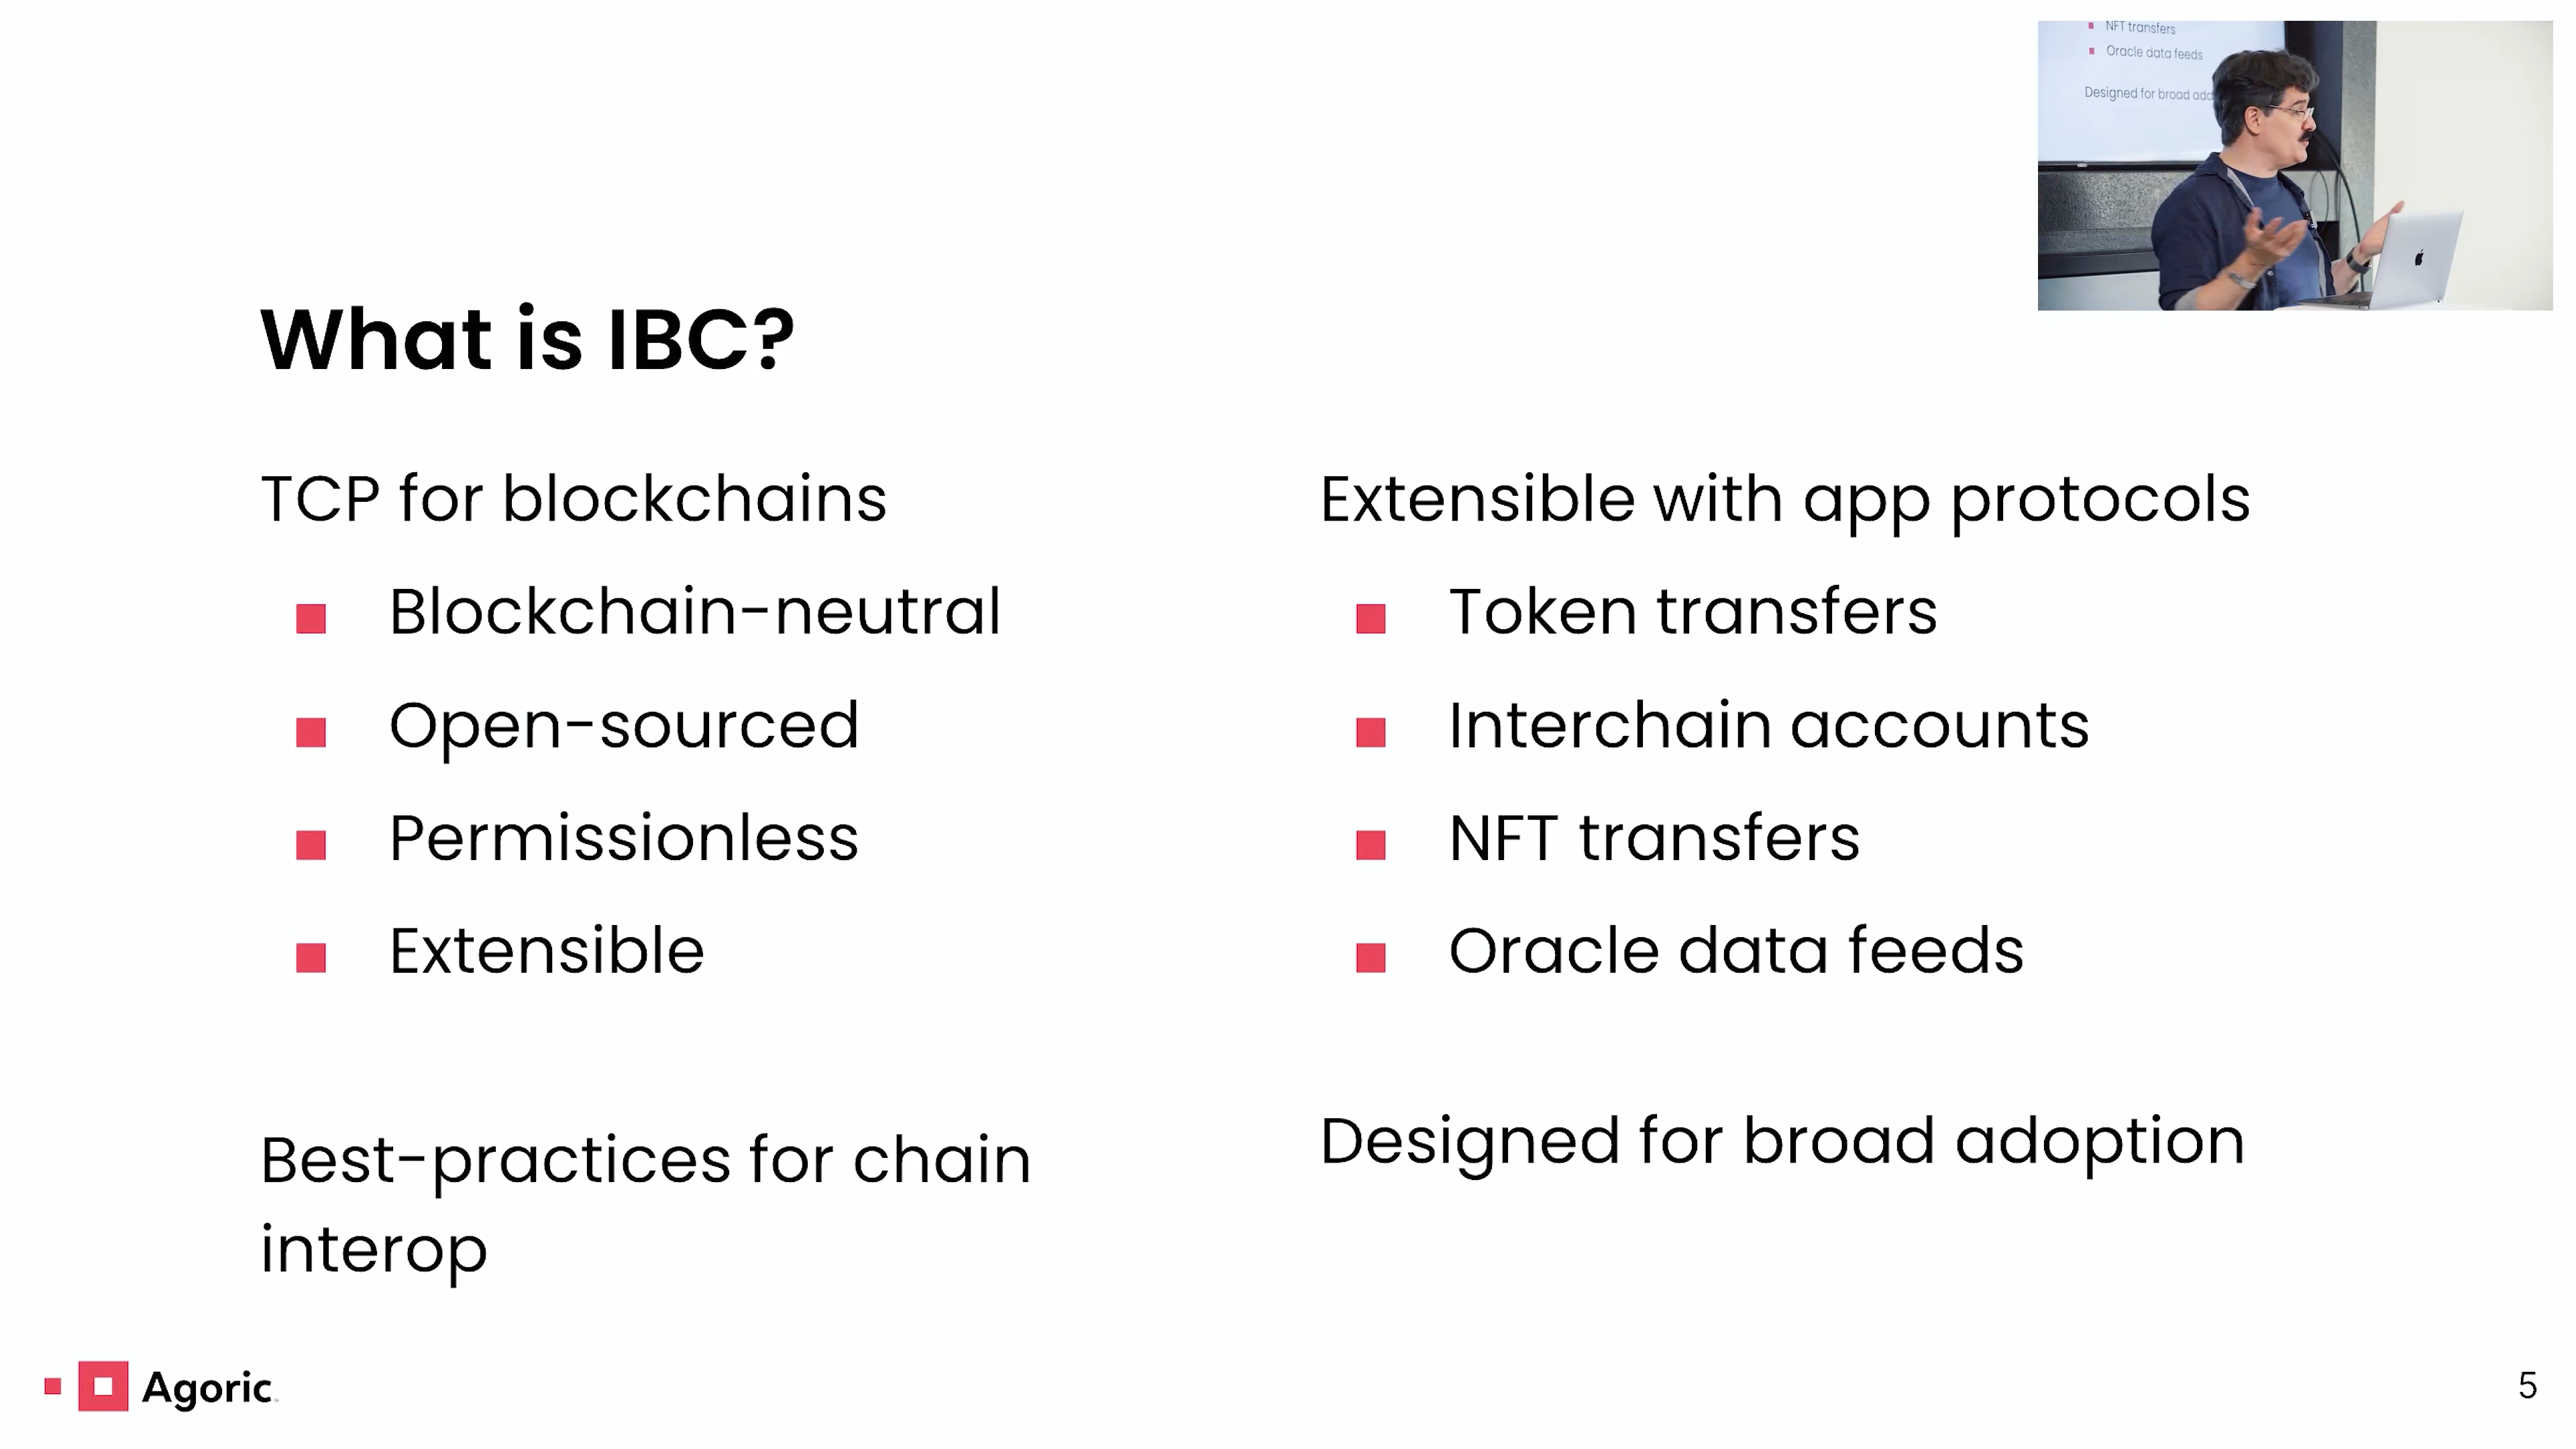 What is IBC?
TCP for blockchains
Blockchain-neutral
Open-sourced
Permissionless
Extensible
Best-practices for chain
interop
Extensible with app protocols
Token transfers
Interchain accounts
NFT transfers
Oracle data feeds
Designed for broad adoption
NFT transfers
Oracle data feeds
Designed for broad
Agoric
5